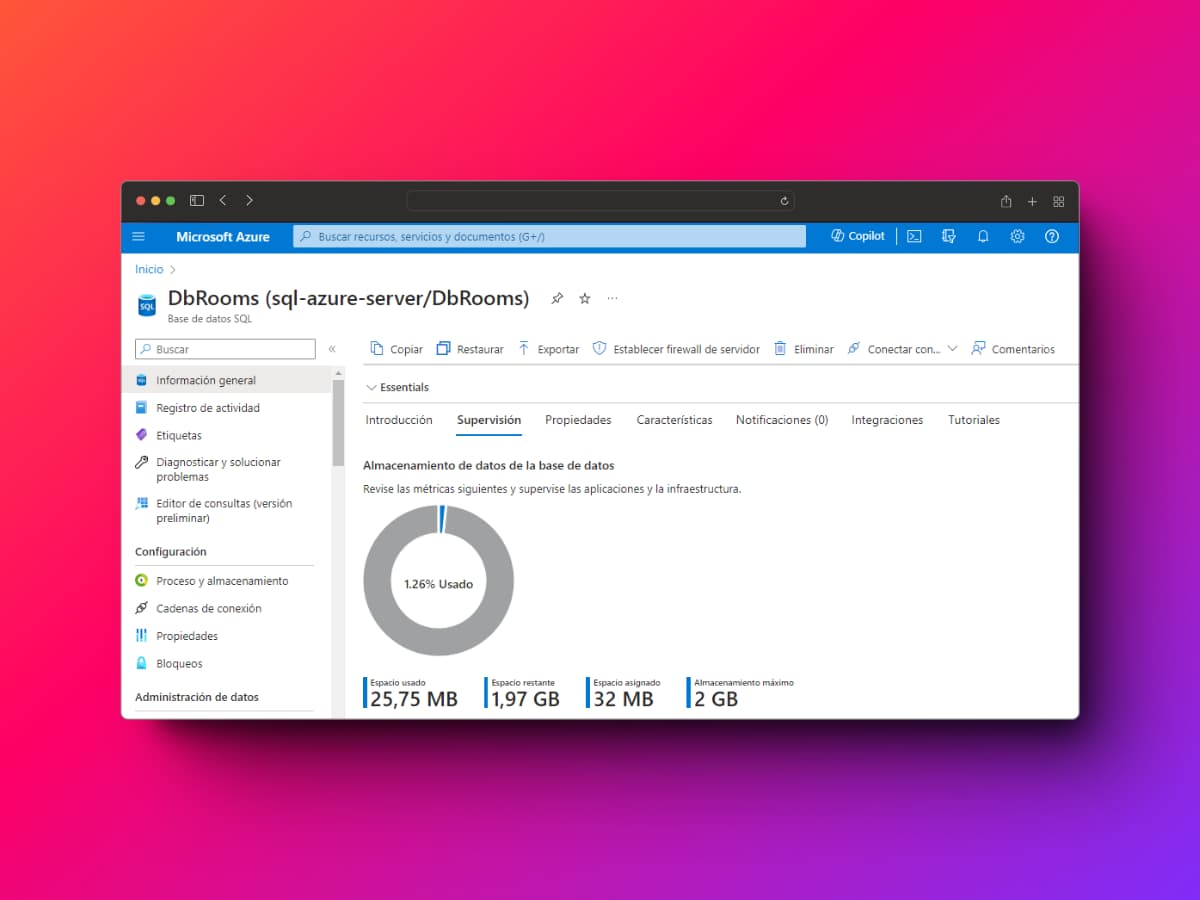 Microsoft Azure
Buscar recursos, servicios y documentos (G+/)
Copilot
Inicio
SQL
DbRooms (sql-azure-server/DbRooms)
Base de datos SQL
Buscar
Copiar
Restaurar
Exportar
Establecer firewall de servidor
Eliminar
Conectar con...
Comentarios
Información general
Registro de actividad
Etiquetas
Diagnosticar y solucionar
problemas
Editor de consultas (versión
preliminar)
Configuración
Proceso y almacenamiento
Cadenas de conexión
Propiedades
Bloqueos
Administración de datos
Essentials
Introducción
Supervisión
Propiedades
Características
Notificaciones (0)
Integraciones
Tutoriales
Almacenamiento de datos de la base de datos
Revise las métricas siguientes y supervise las aplicaciones y la infraestructura.
1.26% Usado
Espacio usado
25,75 MB
Espacio restante
1,97 GB
Espacio asignado
32 MB
Almacenamiento máximo
2 GB